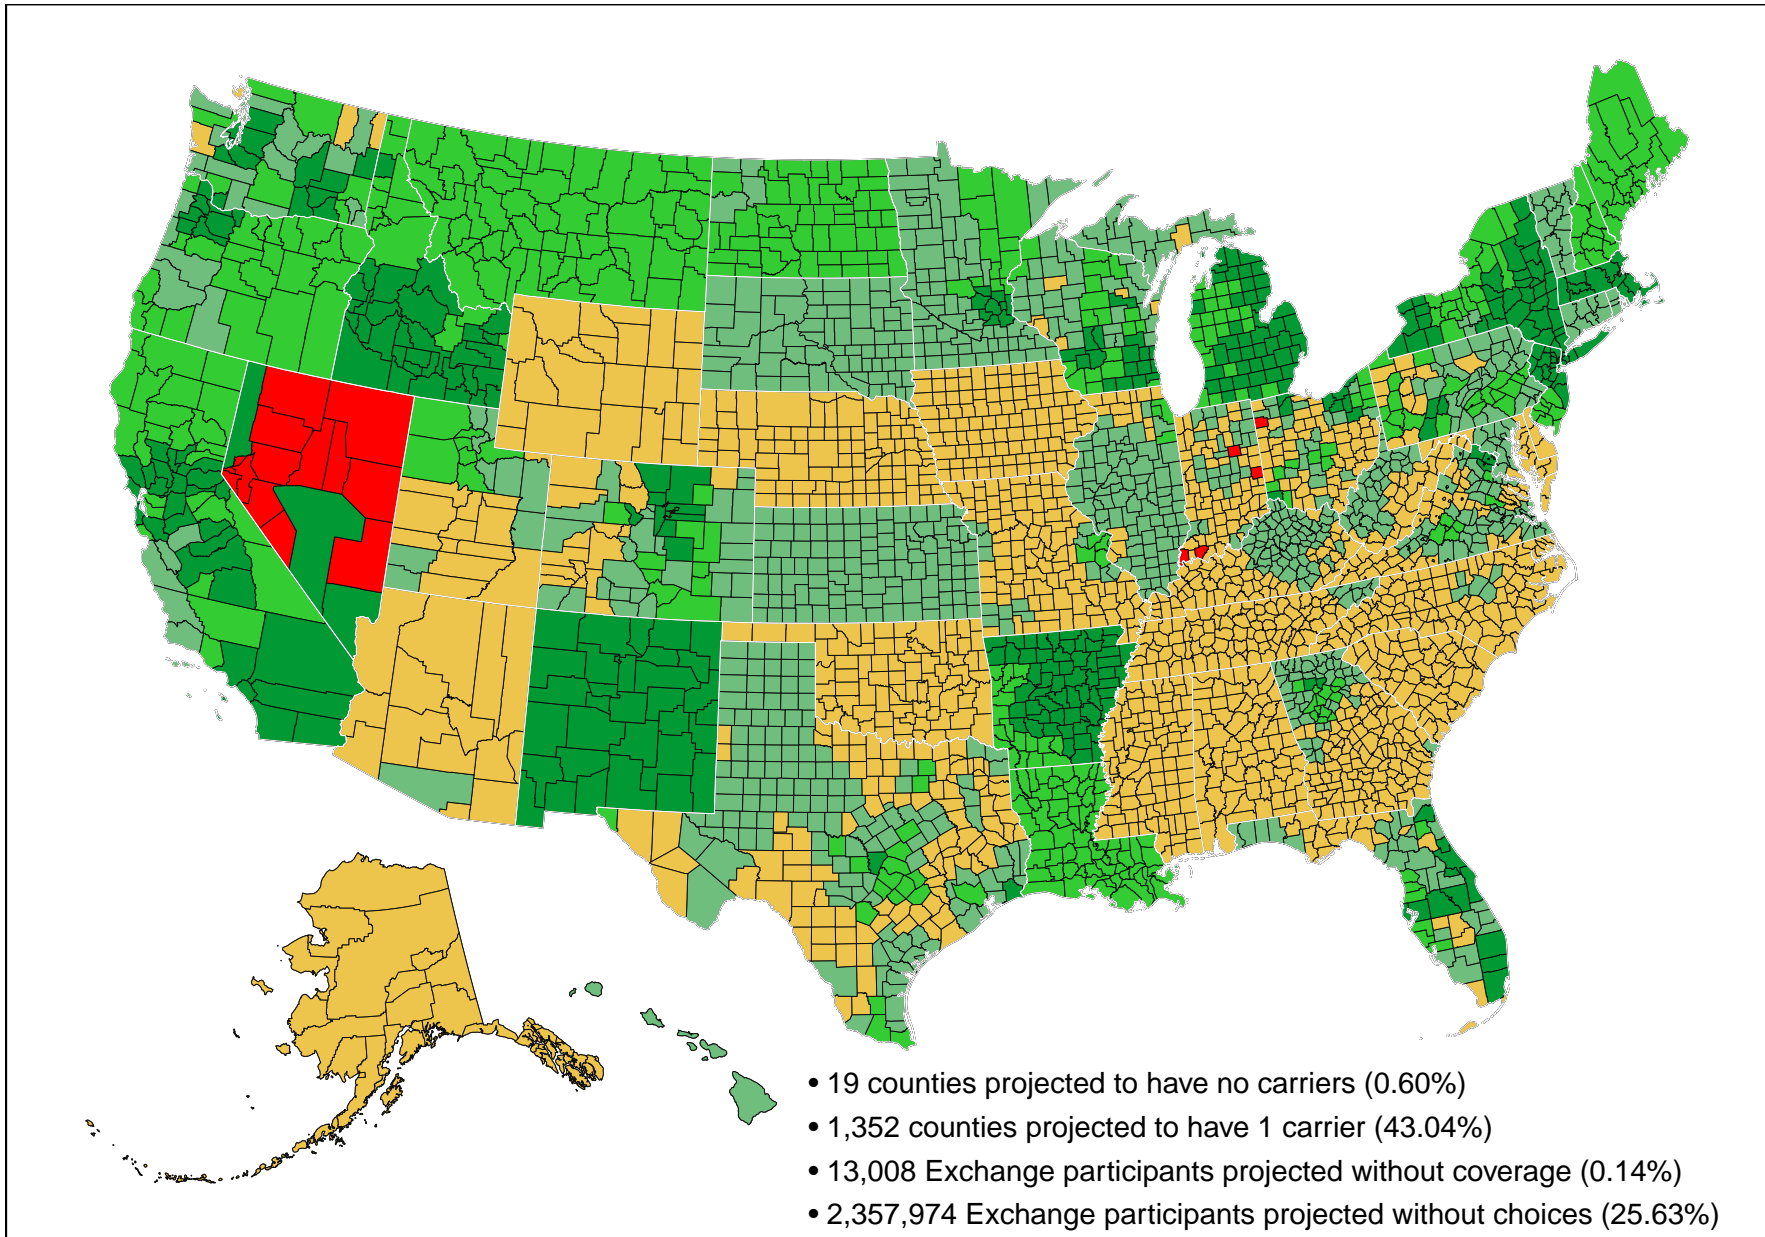 • 19 counties projected to have no carriers (0.60%)
• 1,352 counties projected to have 1 carrier (43.04%)
• 13,008 Exchange participants projected without coverage (0.14%)
• 2,357,974 Exchange participants projected without choices (25.63%)